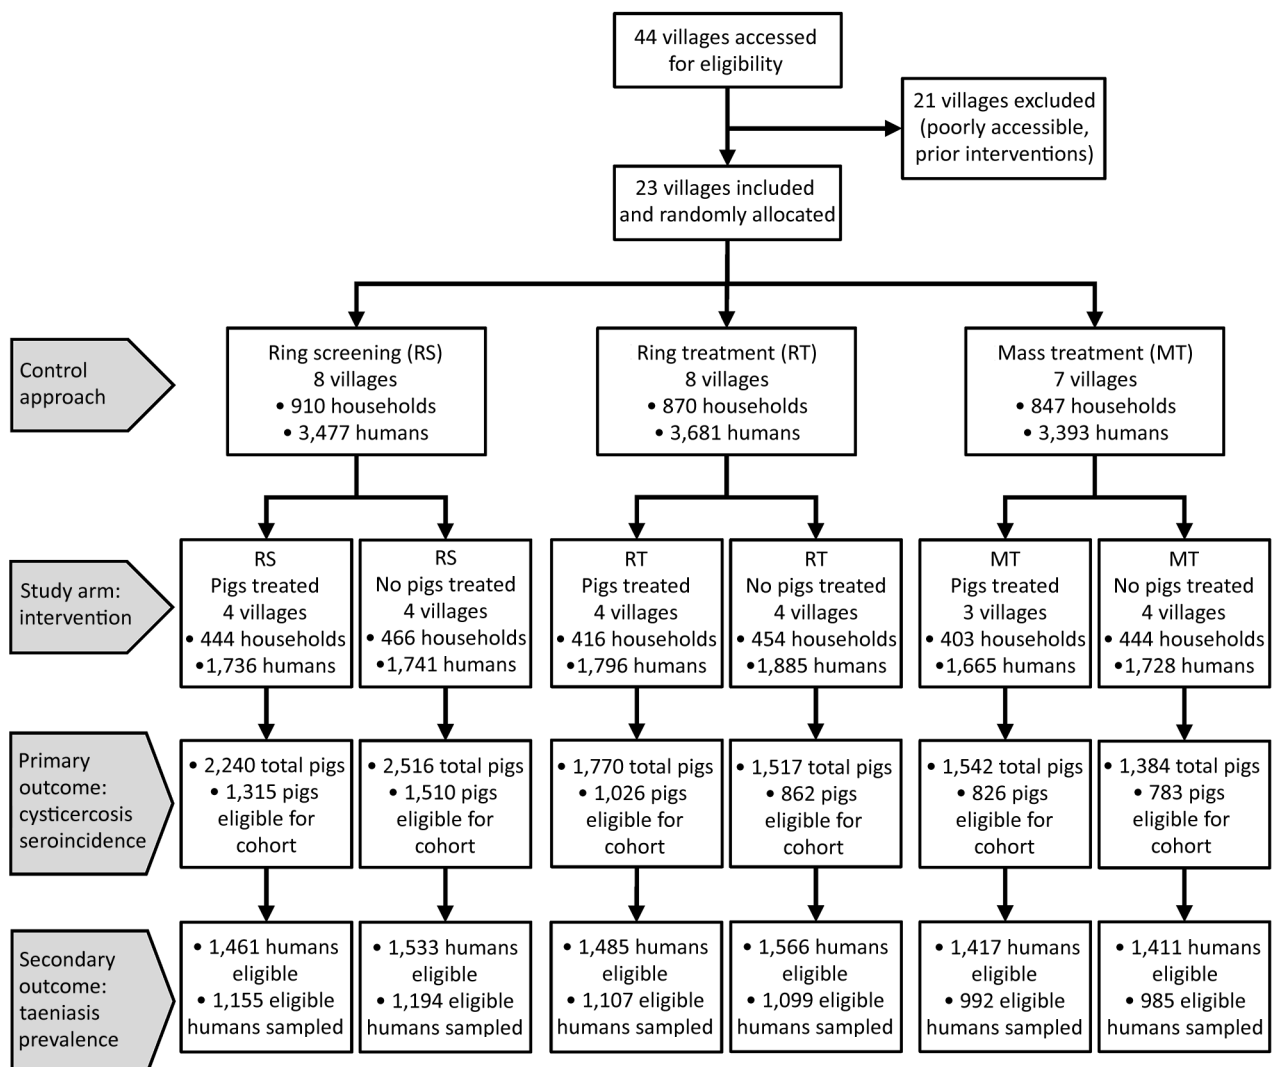 44 villages accessed
for eligibility
21 villages excluded
(poorly accessible,
prior interventions)
23 villages included
and randomly allocated
Control
approach
Ring screening (RS)
8 villages
• 910 households
• 3,477 humans
Ring treatment (RT)
8 villages
• 870 households
• 3,681 humans
Mass treatment (MT)
7 villages
• 847 households
• 3,393 humans
Study arm:
intervention
RS
Pigs treated
4 villages
• 444 households
•1,736 humans
RS
No pigs treated
4 villages
• 466 households
•1,741 humans
RT
Pigs treated
4 villages
• 416 households
•1,796 humans
RT
No pigs treated
4 villages
• 454 households
•1,885 humans
MT
Pigs treated
3 villages
• 403 households
•1,665 humans
MT
No pigs treated
4 villages
• 444 households
•1,728 humans
Primary
outcome:
cysticercosis
seroincidence
• 2,240 total pigs
• 1,315 pigs
eligible for
cohort
• 2,516 total pigs
• 1,510 pigs
eligible for
cohort
• 1,770 total pigs
• 1,026 pigs
eligible for
cohort
• 1,517 total pigs
• 862 pigs
eligible for
cohort
• 1,542 total pigs
• 826 pigs
eligible for
cohort
• 1,384 total pigs
• 783 pigs
eligible for
cohort
Secondary
outcome:
taeniasis
prevalence
• 1,461 humans
eligible
• 1,155 eligible
humans sampled
• 1,533 humans
eligible
• 1,194 eligible
humans sampled
• 1,485 humans
eligible
• 1,107 eligible
humans sampled
• 1,566 humans
eligible
• 1,099 eligible
humans sampled
• 1,417 humans
eligible
• 992 eligible
humans sampled
• 1,411 humans
eligible
• 985 eligible
humans sampled